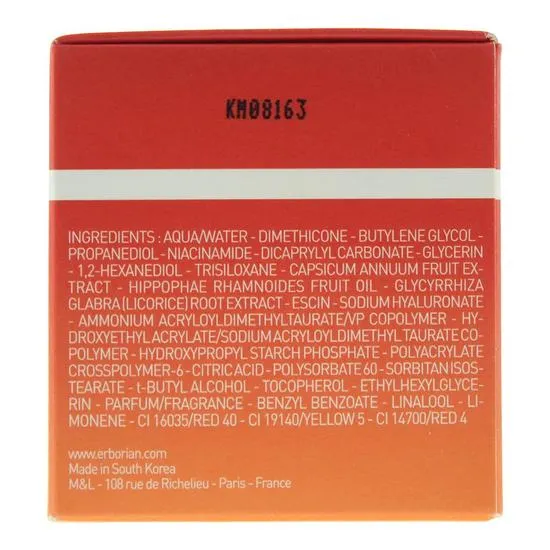 KM08163
INGREDIENTS : AQUA/WATER - DIMETHICONE - BUTYLENE GLYCOL -
PROPANEDIOL - NIACINAMIDE - DICAPRYLYL CARBONATE - GLYCERIN
- 1,2-HEXANEDIOL - TRISILOXANE - CAPSICUM ANNUUM FRUIT EX-
TRACT - HIPPOPHAE RHAMNOIDES FRUIT OIL - GLYCYRRHIZA
GLABRA (LICORICE) ROOT EXTRACT - ESCIN - SODIUM HYALURONATE
- AMMONIUM ACRYLOYLDIMETHYLTAURATE/VP COPOLYMER - HY-
DROXYETHYL ACRYLATE/SODIUM ACRYLOYLDIMETHYL TAURATE CO
POLYMER - HYDROXYPROPYL STARCH PHOSPHATE - POLYACRYLATE
CROSSPOLYMER-6 - CITRIC ACID - POLYSORBATE 60 - SORBITAN ISOS-
TEARATE - t-BUTYL ALCOHOL - TOCOPHEROL - ETHYLHEXYLGLYCE-
RIN - PARFUM/FRAGRANCE - BENZYL BENZOATE - LINALOOL - LI-
MONENE - CI 16035/RED 40 - CI 19140/YELLOW 5 - CI 14700/RED 4
www.erborian.com
Made in South Korea
M&L - 108 rue de Richelieu - Paris - France